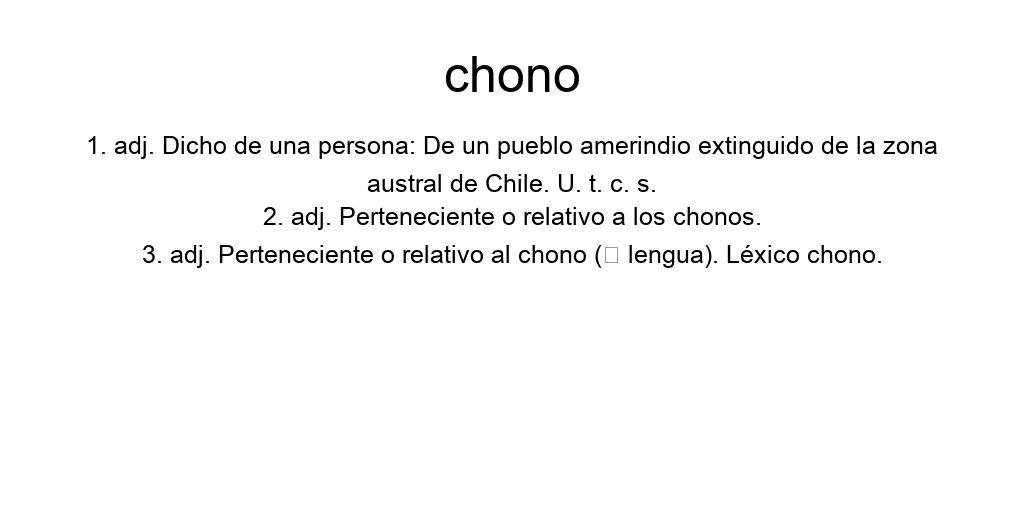 chono
1. adj. Dicho de una persona: De un pueblo amerindio extinguido de la zona
austral de Chile. U. t. c. s.
2. adj. Perteneciente o relativo a los chonos.
3. adj. Perteneciente o relativo al chono (□ lengua). Léxico chono.